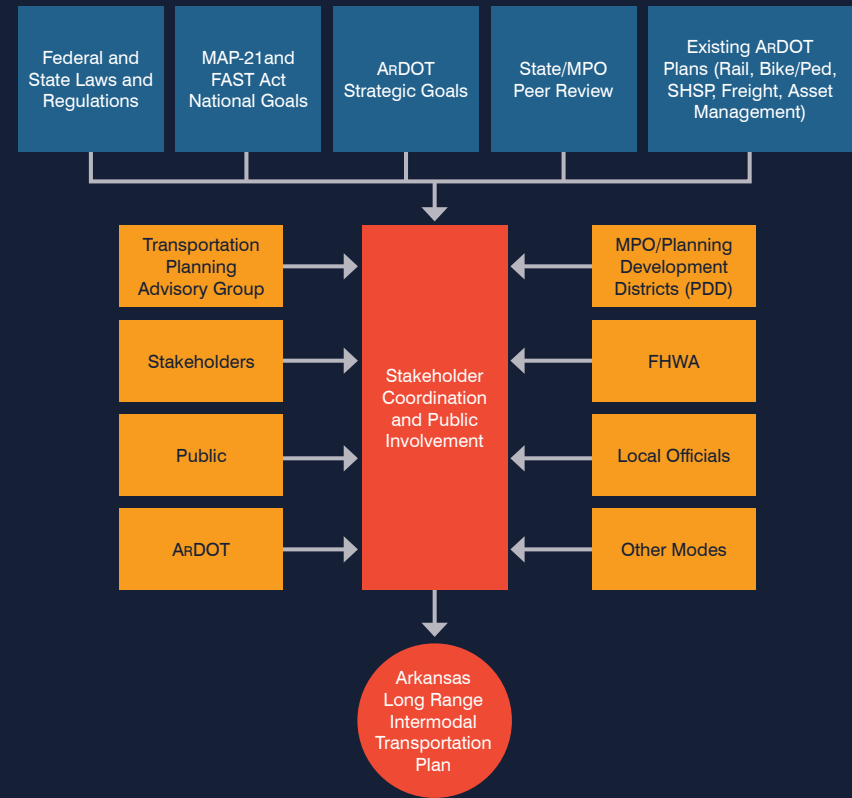 Federal and
State Laws and
Regulations
MAP-21and
FAST Act
National Goals
ARDOT
Strategic Goals
State/MPO
Peer Review
Existing ARDOT
Plans (Rail, Bike/Ped,
SHSP, Freight, Asset
Management)
Transportation
Planning
Advisory Group
Stakeholders
Public
ARDOT
Stakeholder
Coordination
and Public
Involvement
MPO/Planning
Development
Districts (PDD)
FHWA
Local Officials
Other Modes
Arkansas
Long Range
Intermodal
Transportation
Plan